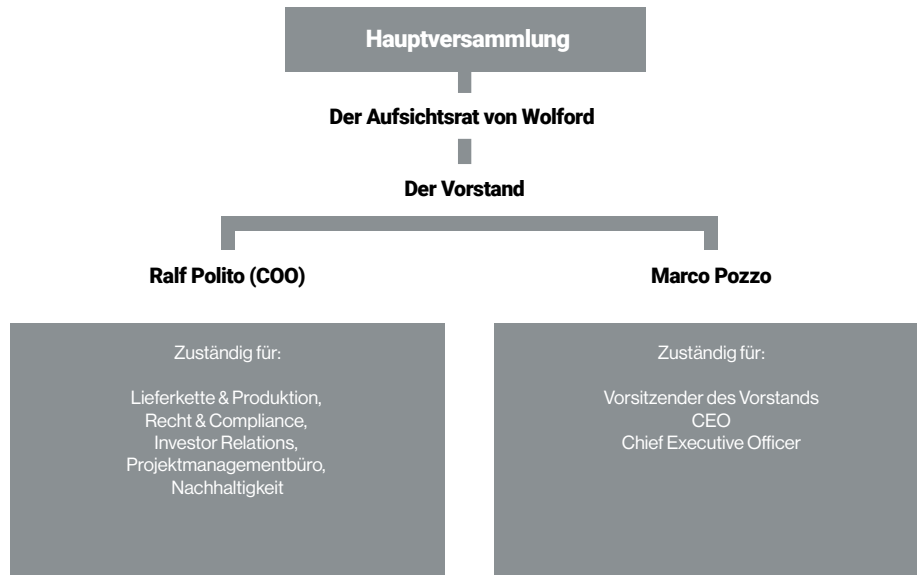 Hauptversammlung
Der Aufsichtsrat von Wolford
Der Vorstand
Ralf Polito (COO)
Zuständig für:
Lieferkette & Produktion,
Recht & Compliance,
Investor Relations,
Projektmanagementbüro,
Nachhaltigkeit
Marco Pozzo
Zuständig für:
Vorsitzender des Vorstands
CEO
Chief Executive Officer